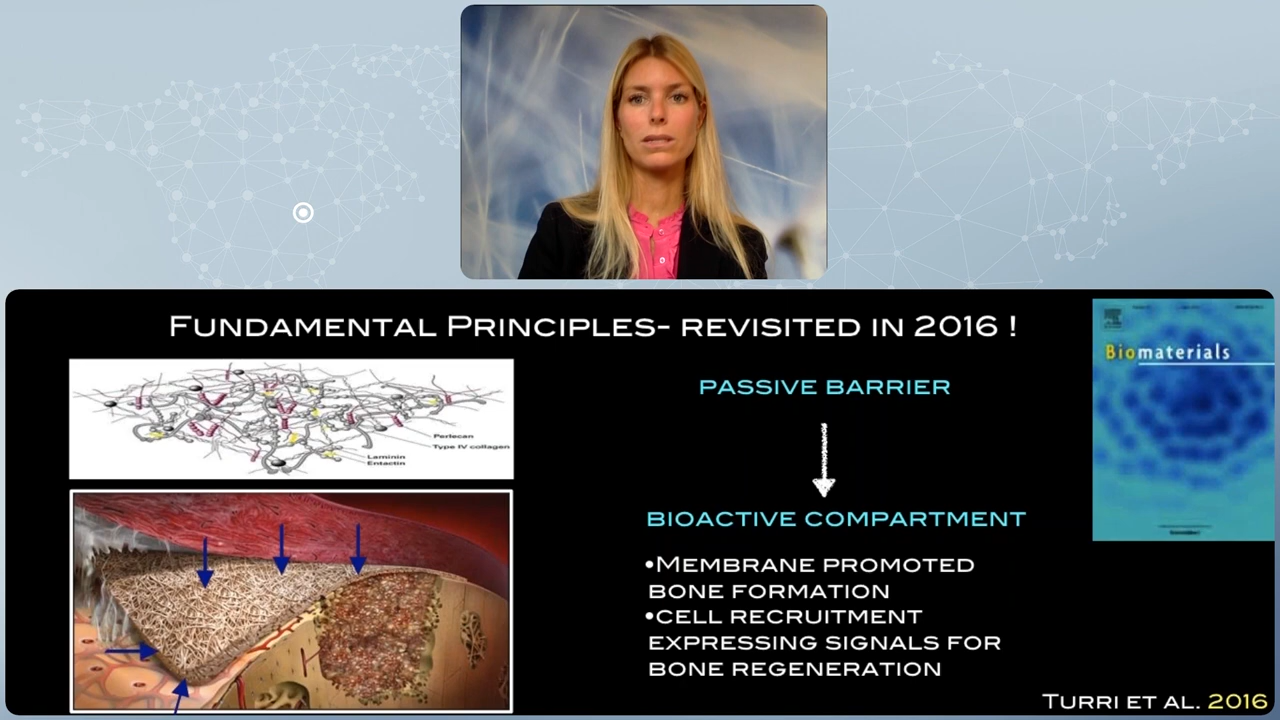 FUNDAMENTAL PRINCIPLES- REVISITED IN 2016 !
Perlecan
Type IV collagen
Laminin
Entactin
PASSIVE BARRIER
BIOACTIVE COMPARTMENT
•MEMBRANE PROMOTED
BONE FORMATION
•CELL RECRUITMENT
EXPRESSING SIGNALS FOR
BONE REGENERATION
Biomaterials
TURRI ET AL. 2016